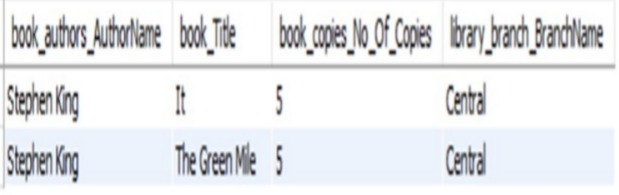 book_authors_AuthorName book_Title book_copies_No_Of_Copies library_branch_BranchName
Stephen King It 5 Central
Stephen King The Green Mile 5 Central